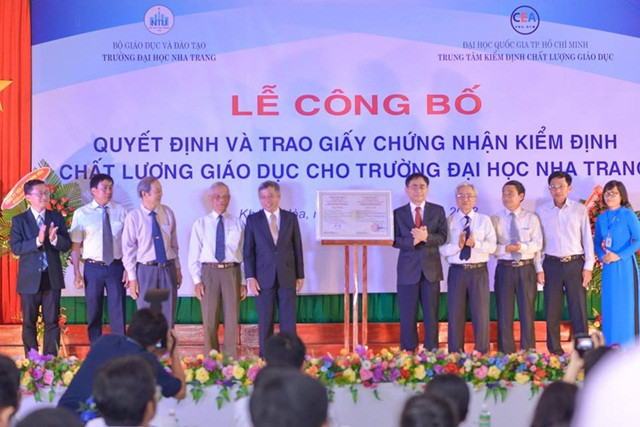 BỘ GIÁO DỤC VÀ ĐÀO TẠO
TRƯỜNG ĐẠI HỌC NHA TRANG
CEA
ĐẠI HỌC QUỐC GIA TP. HỒ CHÍ MINH
TRUNG TÂM KIỂM ĐỊNH CHẤT LƯỢNG GIÁO DỤC
LỄ CÔNG BỐ
QUYẾT ĐỊNH VÀ TRAO GIẤY CHỨNG NHẬN KIỂM ĐỊNH
CHẤT LƯỢNG GIÁO DỤC CHO TRƯỜNG ĐẠI HỌC NHA TRANG